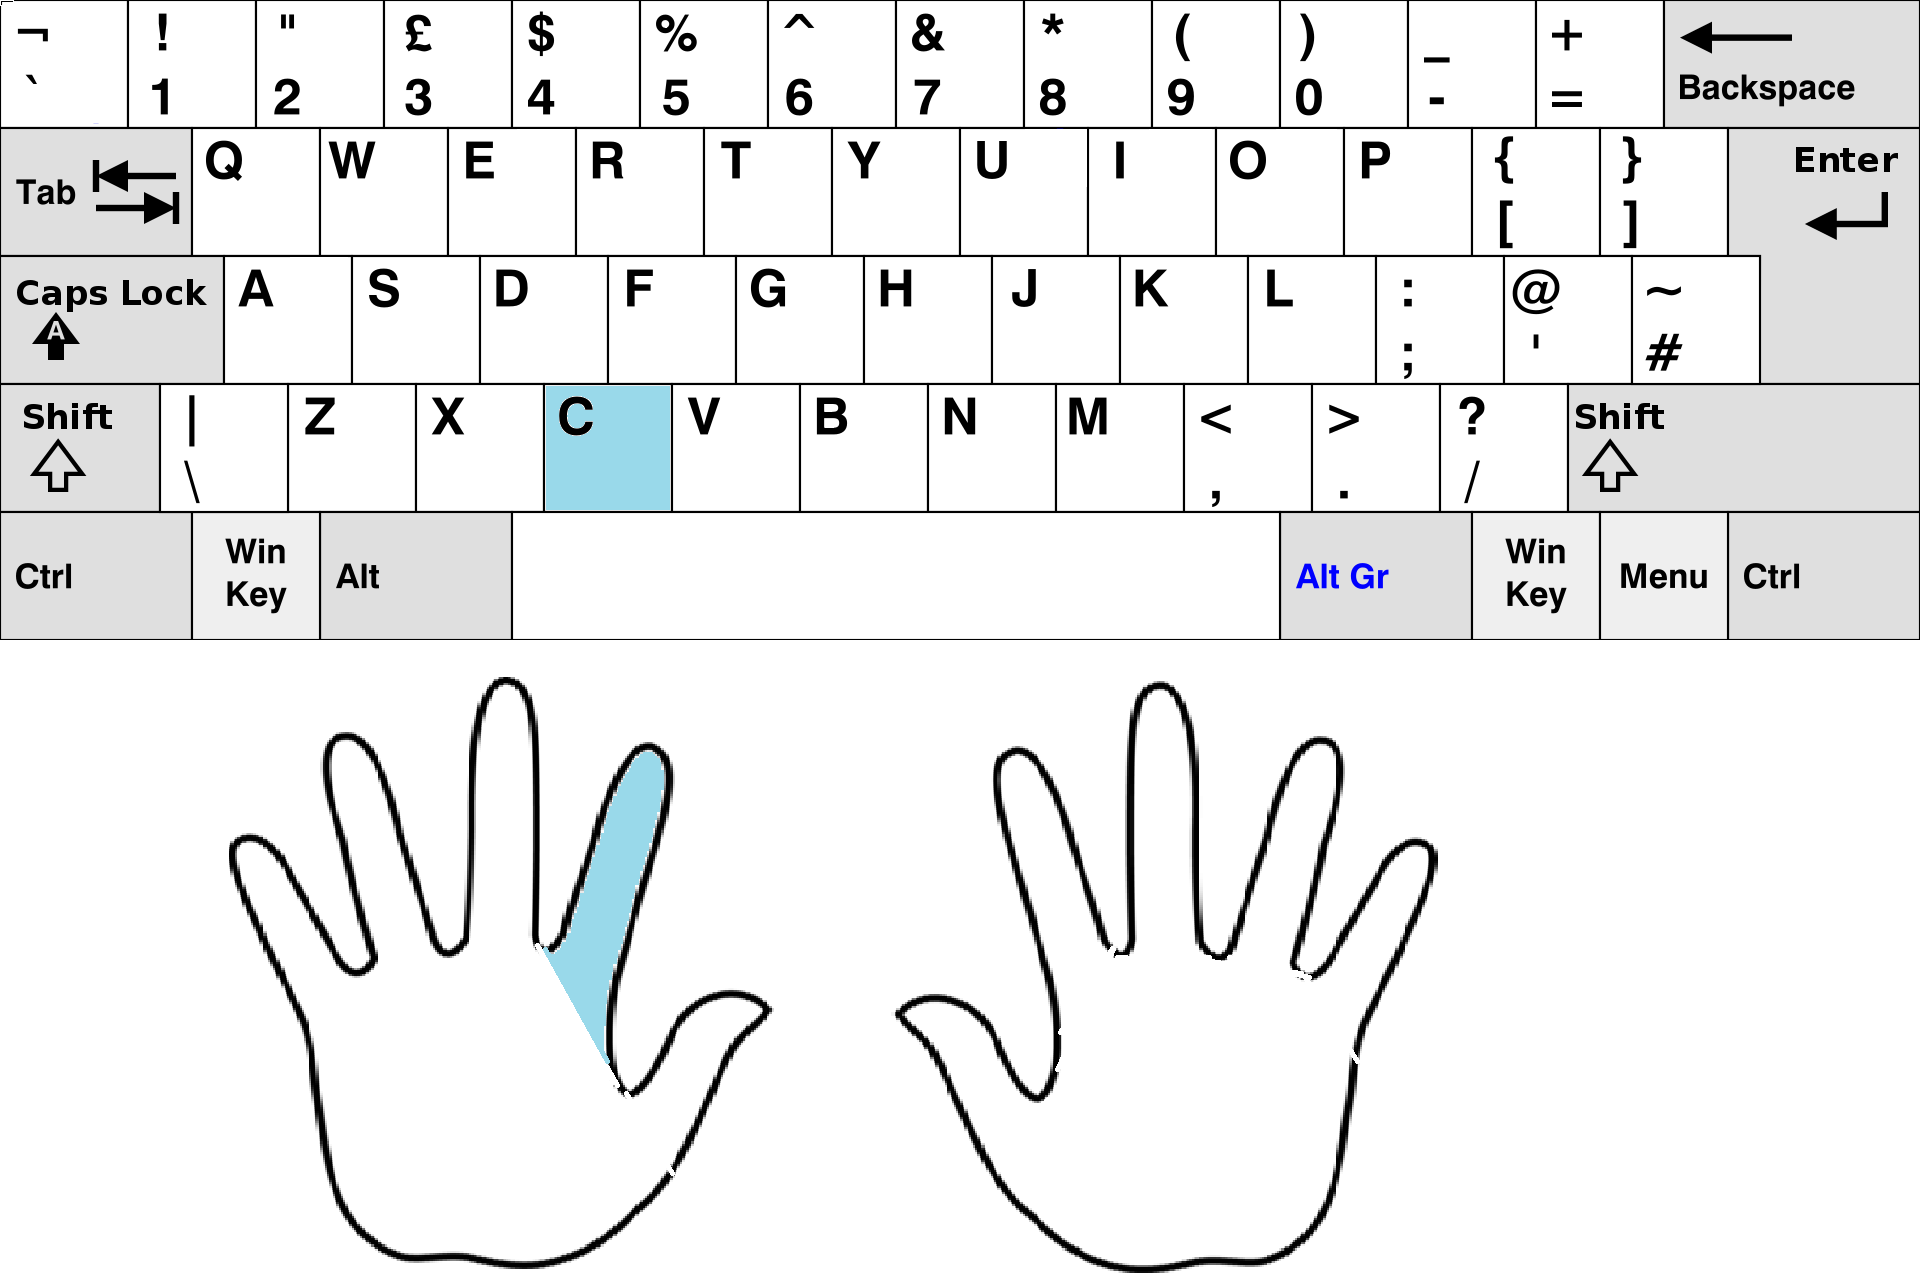 ¬ ! " £ $ % ^ & * ( ) _ +
` 1 2 3 4 5 6 7 8 9 0 - = Backspace
Tab Q W E R T Y U I O P { } Enter
[ ]
Caps Lock A S D F G H J K L : @ ~
A ; ' #
Shift | Z X C V B N M < > ? Shift
\ , . /
Ctrl Win Key Alt Alt Gr Win Key Menu Ctrl